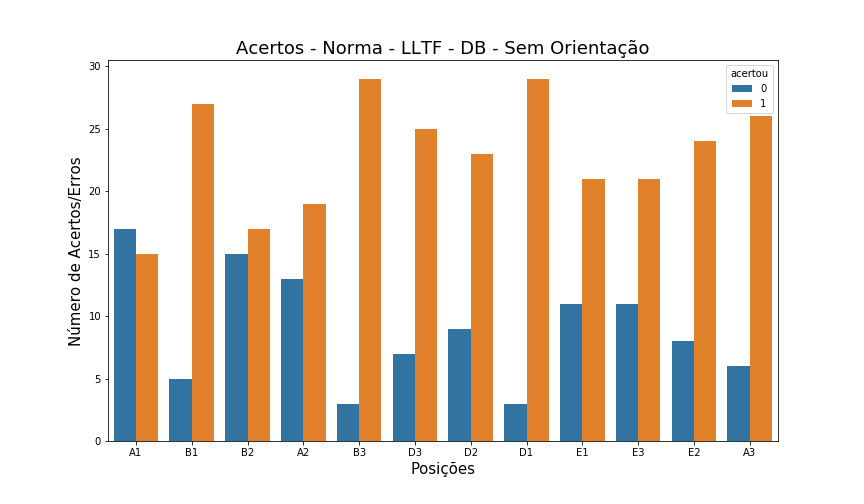 Acertos - Norma - LLTF - DB - Sem Orientação
Número de Acertos/Erros
30
25
20
15
10
5
0
acertou
0
1
A1 B1 B2 A2 B3 D3 D2 D1 E1 E3 E2 A3
Posições